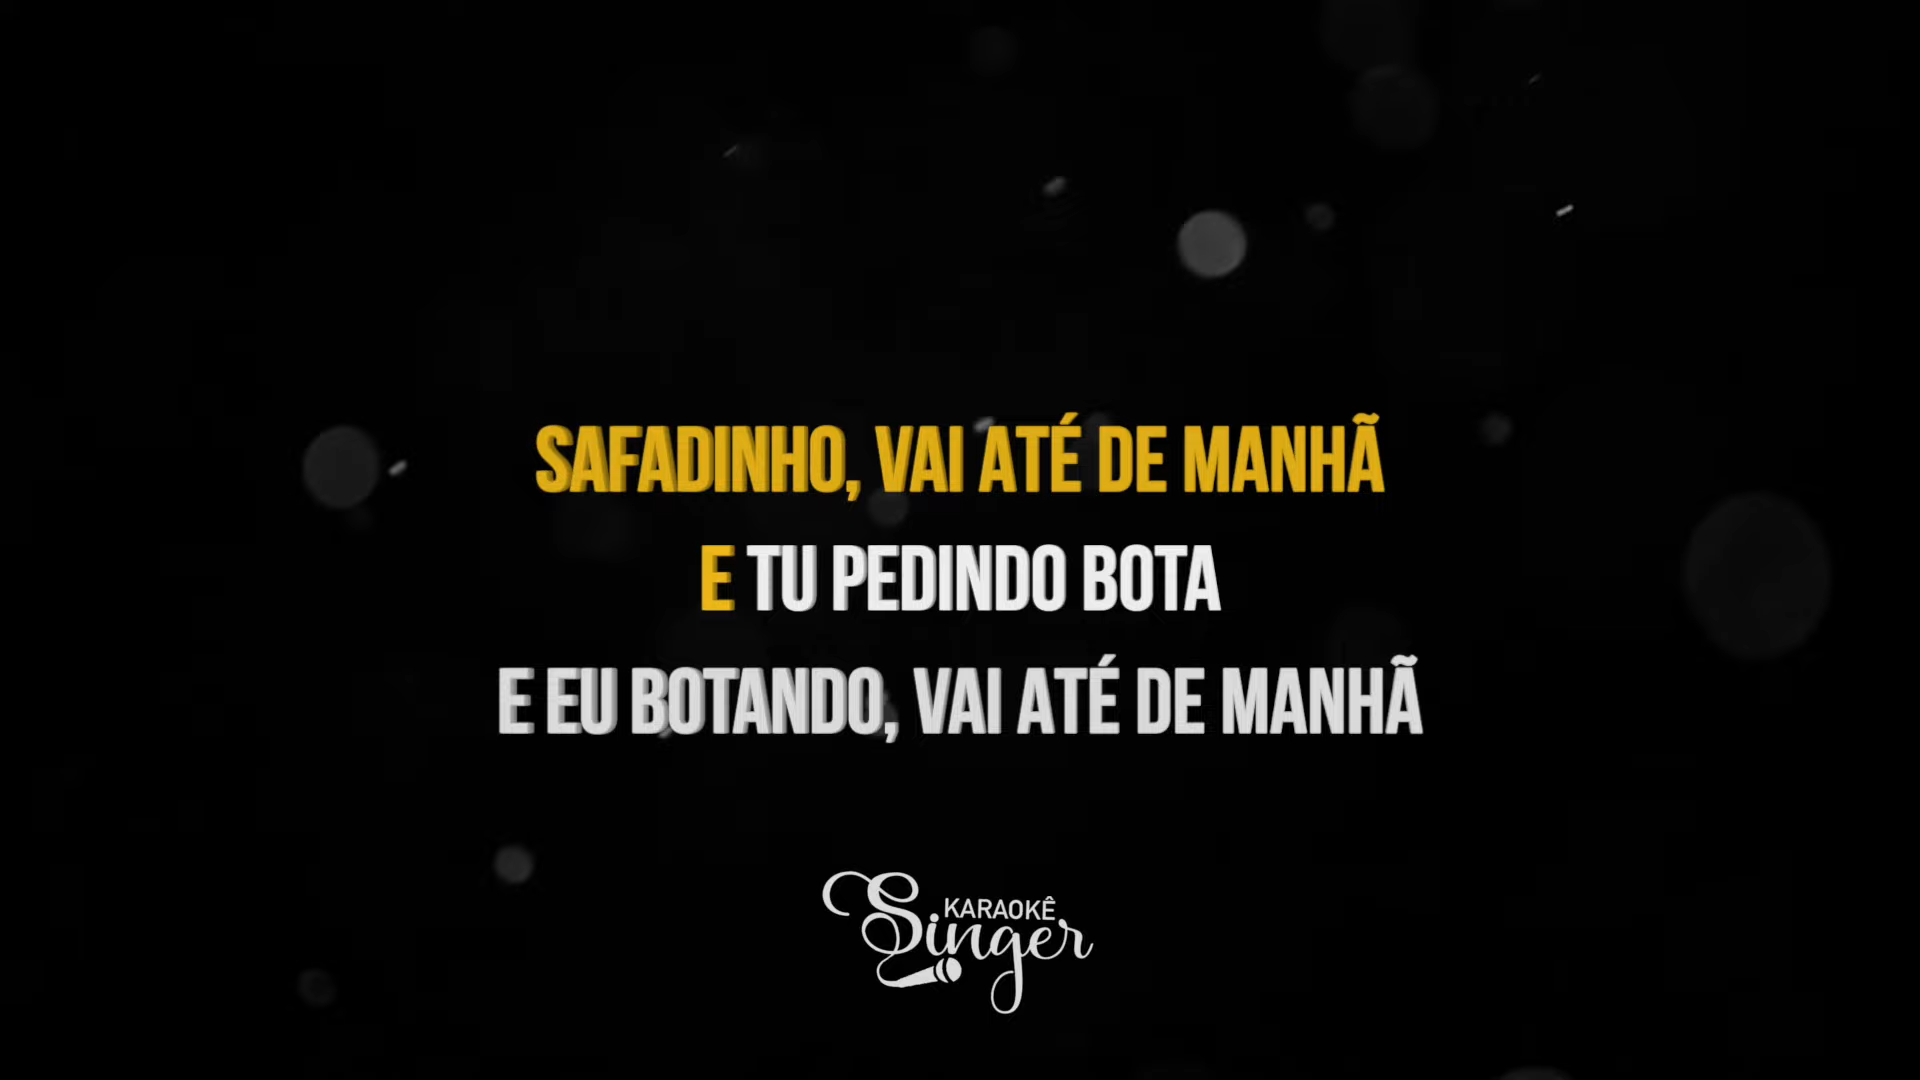 SAFADINHO, VAI ATÉ DE MANHÃ
E TU PEDINDO BOTA
E EU BOTANDO, VAI ATÉ DE MANHÃ
KARAOKÊ
Singer